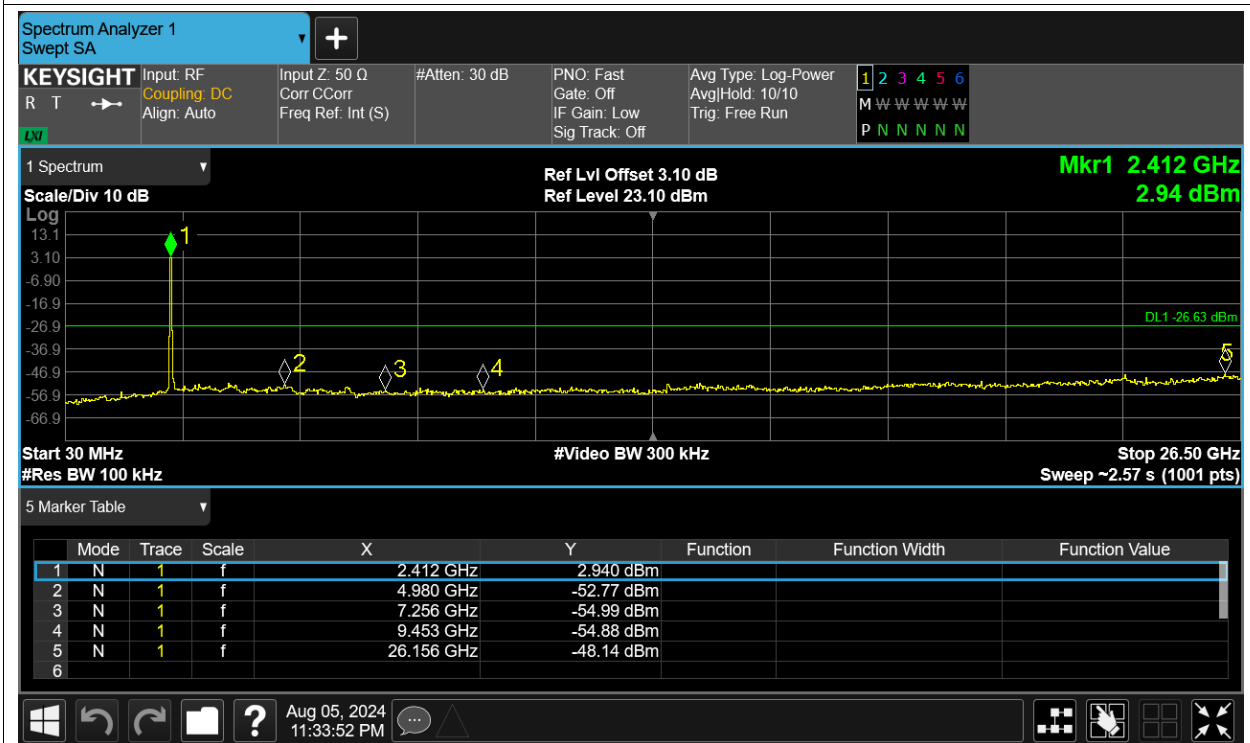 Spectrum Analyzer 1
Swept SA
KEYSIGHT
R T
LXI
Input: RF
Coupling: DC
Align: Auto
Input Z: 50 Ω
Corr CCorr
Freq Ref: Int (S)
#Atten: 30 dB
PNO: Fast
Gate: Off
IF Gain: Low
Sig Track: Off
Avg Type: Log-Power
Avg|Hold: 10/10
Trig: Free Run
1 2 3 4 5 6
M W W W W W
P N N N N N
1 Spectrum
Scale/Div 10 dB
Ref Lvl Offset 3.10 dB
Ref Level 23.10 dBm
Mkr1 2.412 GHz
2.94 dBm
Log
13.1
3.10
-6.90
-16.9
-26.9
-36.9
-46.9
-56.9
-66.9
1
2
3
4
5
DL1 -26.63 dBm
Start 30 MHz
#Res BW 100 kHz
#Video BW 300 kHz
Stop 26.50 GHz
Sweep ~2.57 s (1001 pts)
5 Marker Table
Mode Trace Scale X Y Function Function Width Function Value
1 N 1 f 2.412 GHz 2.940 dBm
2 N 1 f 4.980 GHz -52.77 dBm
3 N 1 f 7.256 GHz -54.99 dBm
4 N 1 f 9.453 GHz -54.88 dBm
5 N 1 f 26.156 GHz -48.14 dBm
6
?
Aug 05, 2024
11:33:52 PM